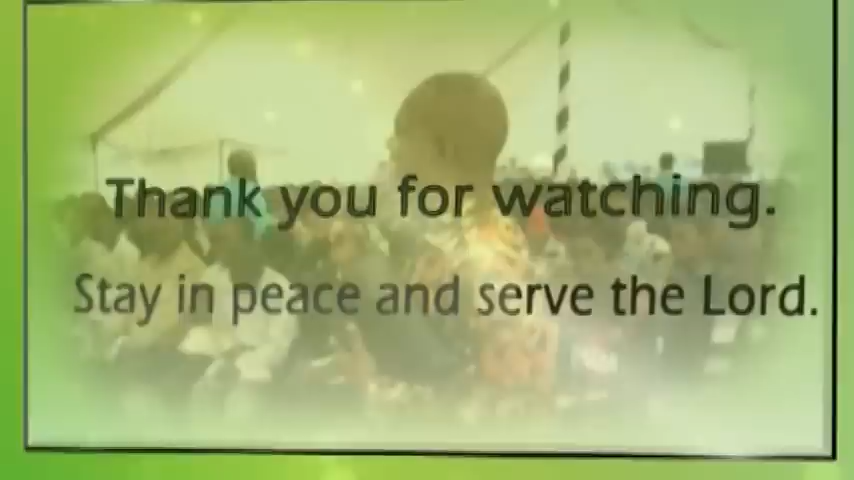 Thank you for watching.
Stay in peace and serve the Lord.